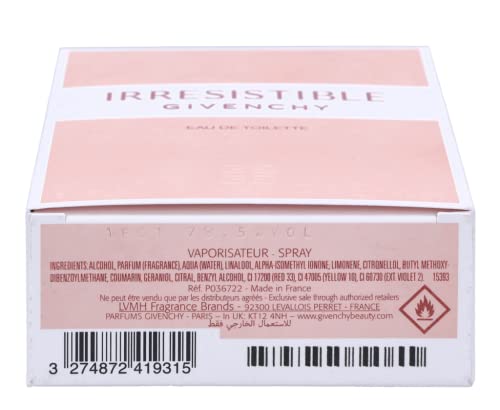 IRRESISTIBLE
GIVENCHY
EAU DE TOILETTE
VAPORISATEUR - SPRAY
INGREDIENTS: ALCOHOL, PARFUM (FRAGRANCE), AQUA (WATER), LINALOOL, ALPHA-ISOMETHYL IONONE, LIMONENE, CITRONELLOL, BUTYL METHOXY-
DIBENZOYLMETHANE, COUMARIN, GERANIOL, CITRAL, BENZYL ALCOHOL, CI 17200 (RED 33), CI 47005 (YELLOW 10), CI 60730 (EXT. VIOLET 2). 15393
Réf. P036722 - Made in France
Ne peut être vendu que par les distributeurs agréés - Exclusive sale through authorized retailers
LVMH Fragrance Brands - 92300 LEVALLOIS PERRET - FRANCE
PARFUMS GIVENCHY - PARIS - In UK: KT12 4NH - www.givenchybeauty.com
للاستعمال الخارجي فقط
3 274872 419315